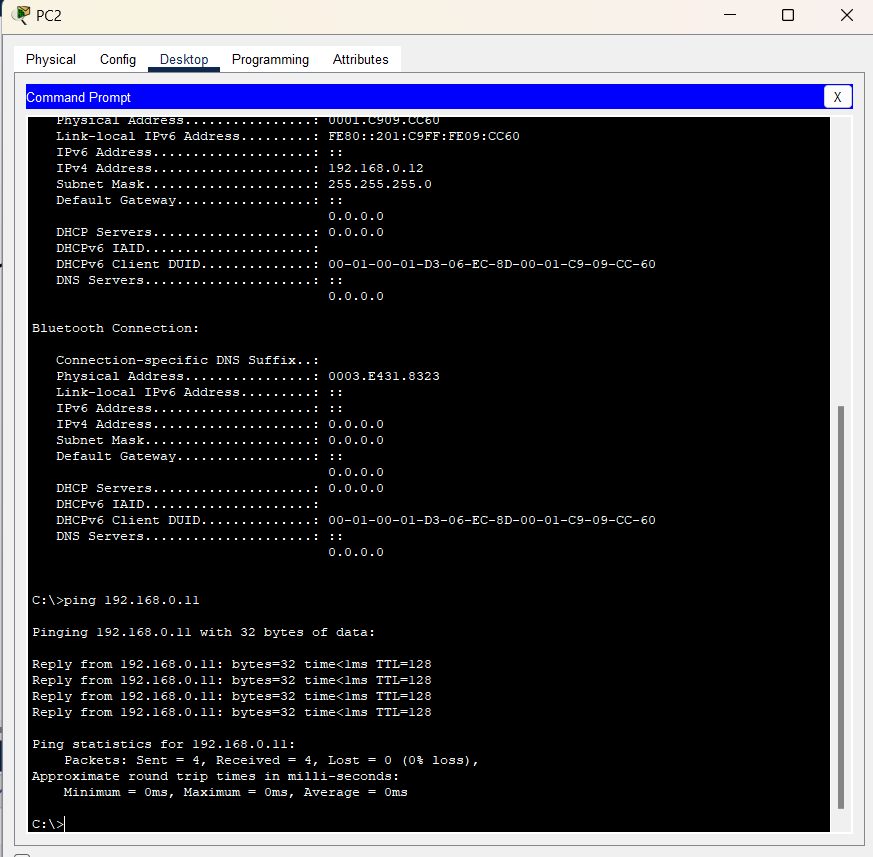 PC2
Physical Config Desktop Programming Attributes
Command Prompt X
Physical Address................: 0001.C909.CC60
Link-local IPv6 Address.........: FE80::201:C9FF:FE09:CC60
IPv6 Address....................: ::
IPv4 Address....................: 192.168.0.12
Subnet Mask.....................: 255.255.255.0
Default Gateway.................: ::
0.0.0.0
DHCP Servers....................: 0.0.0.0
DHCPv6 IAID.....................:
DHCPv6 Client DUID..............: 00-01-00-01-D3-06-EC-8D-00-01-C9-09-CC-60
DNS Servers.....................: ::
0.0.0.0
Bluetooth Connection:
Connection-specific DNS Suffix..:
Physical Address................: 0003.E431.8323
Link-local IPv6 Address.........: ::
IPv6 Address....................: ::
IPv4 Address....................: 0.0.0.0
Subnet Mask.....................: 0.0.0.0
Default Gateway.................: ::
0.0.0.0
DHCP Servers....................: 0.0.0.0
DHCPv6 IAID.....................:
DHCPv6 Client DUID..............: 00-01-00-01-D3-06-EC-8D-00-01-C9-09-CC-60
DNS Servers.....................: ::
0.0.0.0
C:\>ping 192.168.0.11
Pinging 192.168.0.11 with 32 bytes of data:
Reply from 192.168.0.11: bytes=32 time<1ms TTL=128
Reply from 192.168.0.11: bytes=32 time<1ms TTL=128
Reply from 192.168.0.11: bytes=32 time<1ms TTL=128
Reply from 192.168.0.11: bytes=32 time<1ms TTL=128
Ping statistics for 192.168.0.11:
Packets: Sent = 4, Received = 4, Lost = 0 (0% loss),
Approximate round trip times in milli-seconds:
Minimum = 0ms, Maximum = 0ms, Average = 0ms
C:\>